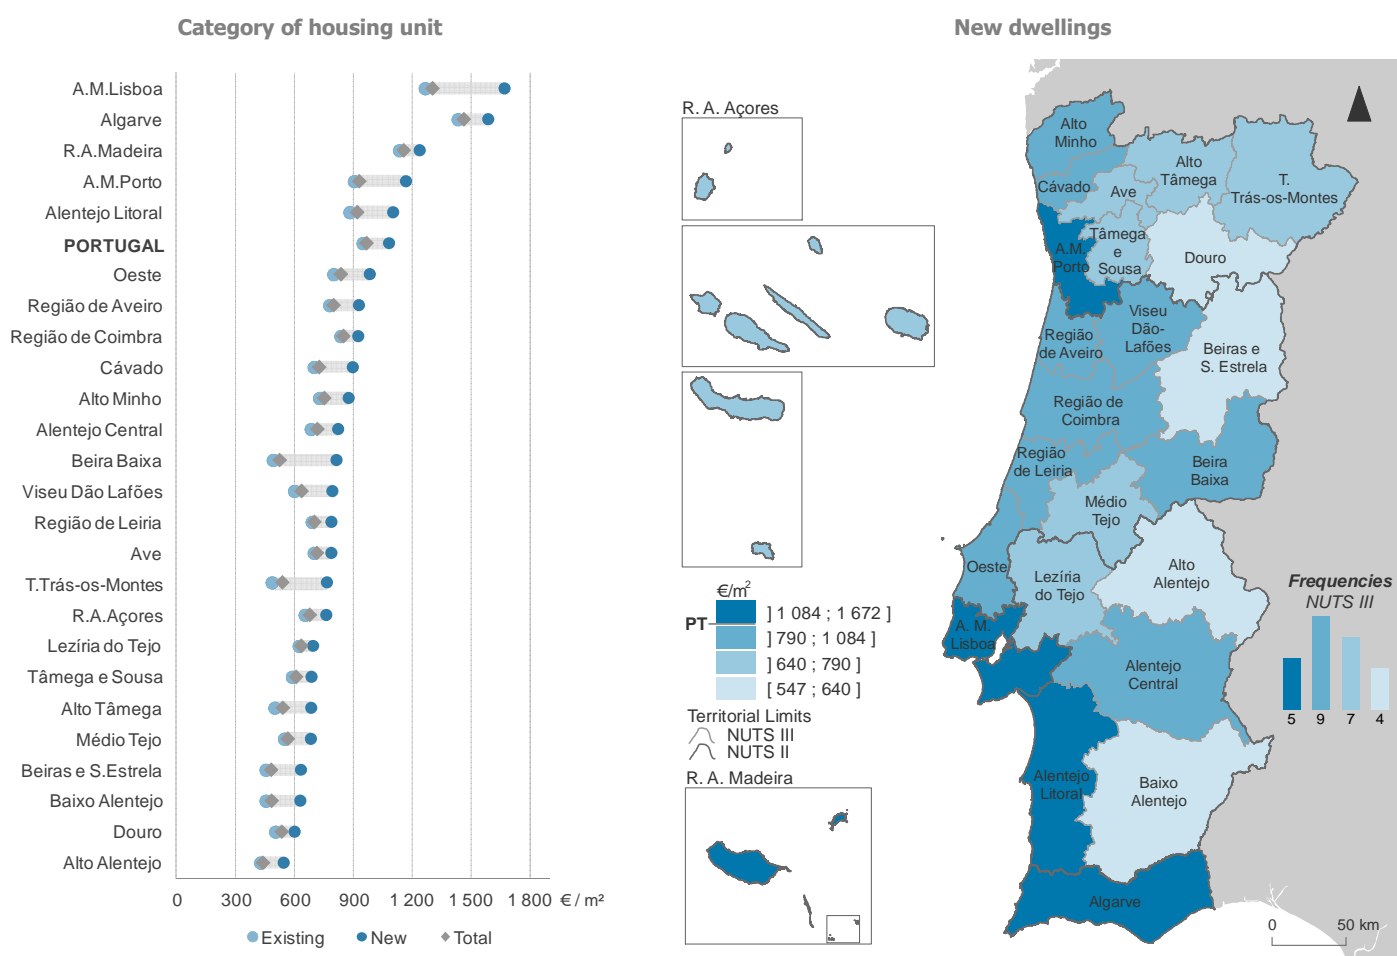 Category of housing unit
A.M.Lisboa
Algarve
R.A.Madeira
A.M.Porto
Alentejo Litoral
PORTUGAL
Oeste
Região de Aveiro
Região de Coimbra
Cávado
Alto Minho
Alentejo Central
Beira Baixa
Viseu Dão Lafões
Região de Leiria
Ave
T.Trás-os-Montes
R.A.Açores
Lezíria do Tejo
Tâmega e Sousa
Alto Tâmega
Médio Tejo
Beiras e S.Estrela
Baixo Alentejo
Douro
Alto Alentejo
0 300 600 900 1 200 1 500 1 800 € / m²
Existing New Total
New dwellings
R. A. Açores
€/m²
PT
] 1 084 ; 1 672 ]
] 790 ; 1 084 ]
] 640 ; 790 ]
[ 547 ; 640 ]
Territorial Limits
NUTS III
NUTS II
R. A. Madeira
Alto
Minho
Cávado
Ave
Alto
Tâmega
T.
Trás-os-Montes
A.M.
Porto
Tâmega
e
Sousa
Douro
Viseu
Dão-
Lafões
Região
de Aveiro
Beiras e
S. Estrela
Região de
Coimbra
Região
de Leiria
Beira
Baixa
Médio
Tejo
Oeste
Lezíria
do Tejo
Alto
Alentejo
A. M.
Lisboa
Alentejo
Central
Alentejo
Litoral
Baixo
Alentejo
Algarve
Frequencies
NUTS III
5 9 7 4
0 50 km